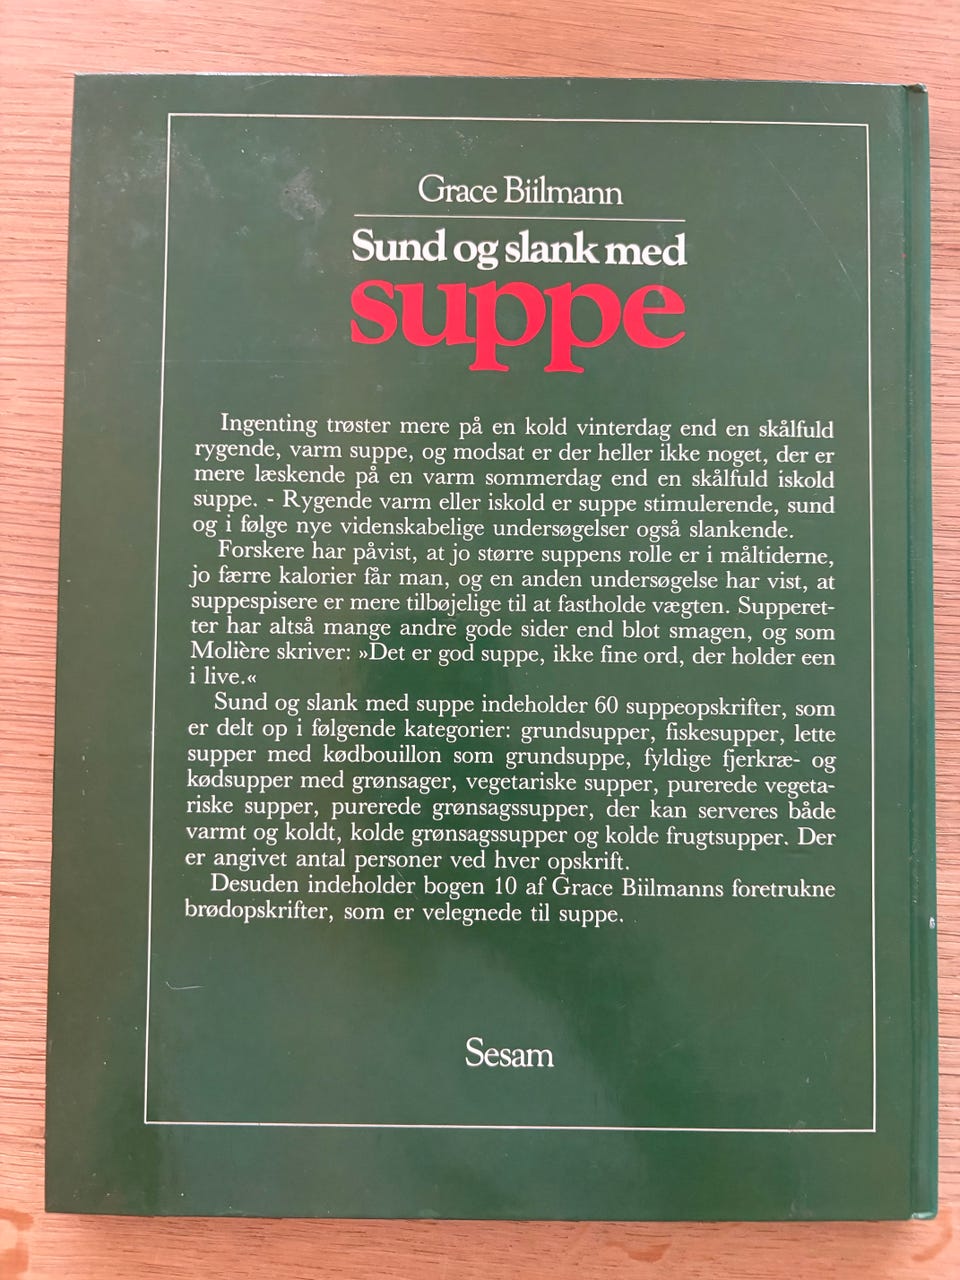 Grace Biilmann
Sund og slank med
suppe
Ingenting trøster mere på en kold vinterdag end en skålfuld
rygende, varm suppe, og modsat er der heller ikke noget, der er
mere læskende på en varm sommerdag end en skålfuld iskold
suppe. - Rygende varm eller iskold er suppe stimulerende, sund
og i følge nye videnskabelige undersøgelser også slankende.
Forskere har påvist, at jo større suppens rolle er i måltiderne,
jo færre kalorier får man, og en anden undersøgelse har vist, at
suppespisere er mere tilbøjelige til at fastholde vægten. Supperet-
ter har altså mange andre gode sider end blot smagen, og som
Molière skriver: »Det er god suppe, ikke fine ord, der holder een
i live.«
Sund og slank med suppe indeholder 60 suppeopskrifter, som
er delt op i følgende kategorier: grundsupper, fiskesupper, lette
supper med kødbouillon som grundsuppe, fyldige fjerkræ- og
kødsupper med grønsager, vegetariske supper, purerede vegeta-
riske supper, purerede grønsagssupper, der kan serveres både
varmt og koldt, kolde grønsagssupper og kolde frugtsupper. Der
er angivet antal personer ved hver opskrift.
Desuden indeholder bogen 10 af Grace Biilmanns foretrukne
brødopskrifter, som er velegnede til suppe.
Sesam